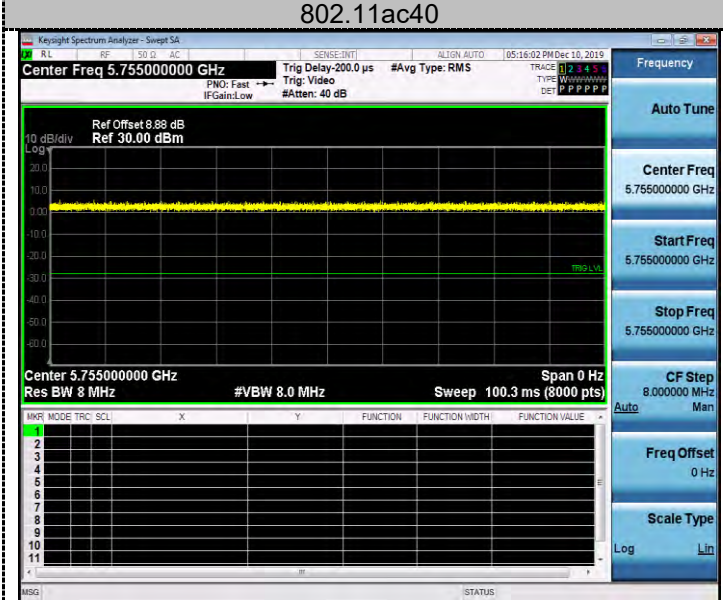 802.11ac40
Keysight Spectrum Analyzer - Swept SA
RL RF 50 Ω AC SENSE:INT ALIGN AUTO 05:16:02 PM Dec 10, 2019
Center Freq 5.755000000 GHz
PNO: Fast
IFGain:Low
Trig Delay-200.0 µs
Trig: Video
#Atten: 40 dB
#Avg Type: RMS
TRACE 1 2 3 4 5 6
TYPE
DET P P P P P P
Frequency
Auto Tune
Center Freq
5.755000000 GHz
Start Freq
5.755000000 GHz
Stop Freq
5.755000000 GHz
CF Step
8.000000 MHz
Auto Man
Freq Offset
0 Hz
Scale Type
Log Lin
Ref Offset 8.88 dB
10 dB/div Ref 30.00 dBm
Log
20.0
10.0
0.00
-10.0
-20.0
-30.0
-40.0
-50.0
-60.0
TRIG LVL
Center 5.755000000 GHz Span 0 Hz
Res BW 8 MHz #VBW 8.0 MHz Sweep 100.3 ms (8000 pts)
MKR MODE TRC SCL X Y FUNCTION FUNCTION WIDTH FUNCTION VALUE
1
2
3
4
5
6
7
8
9
10
11
MSG STATUS